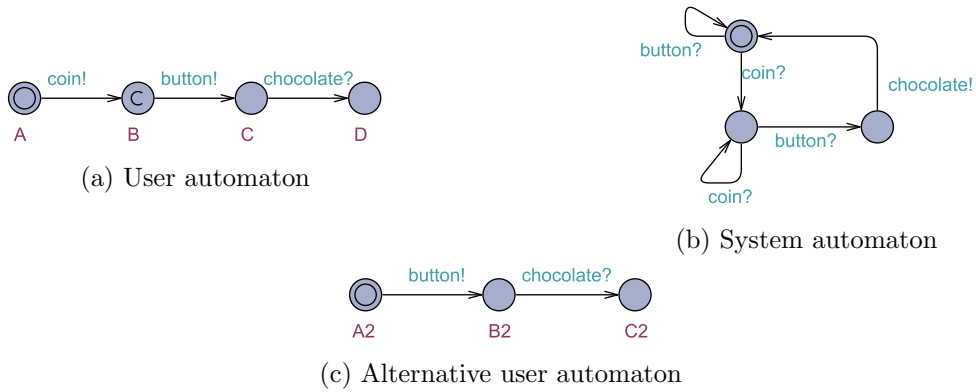 coin! button! chocolate?
C
A B C D
(a) User automaton
button?
coin?
chocolate!
button?
coin?
(b) System automaton
button! chocolate?
A2 B2 C2
(c) Alternative user automaton